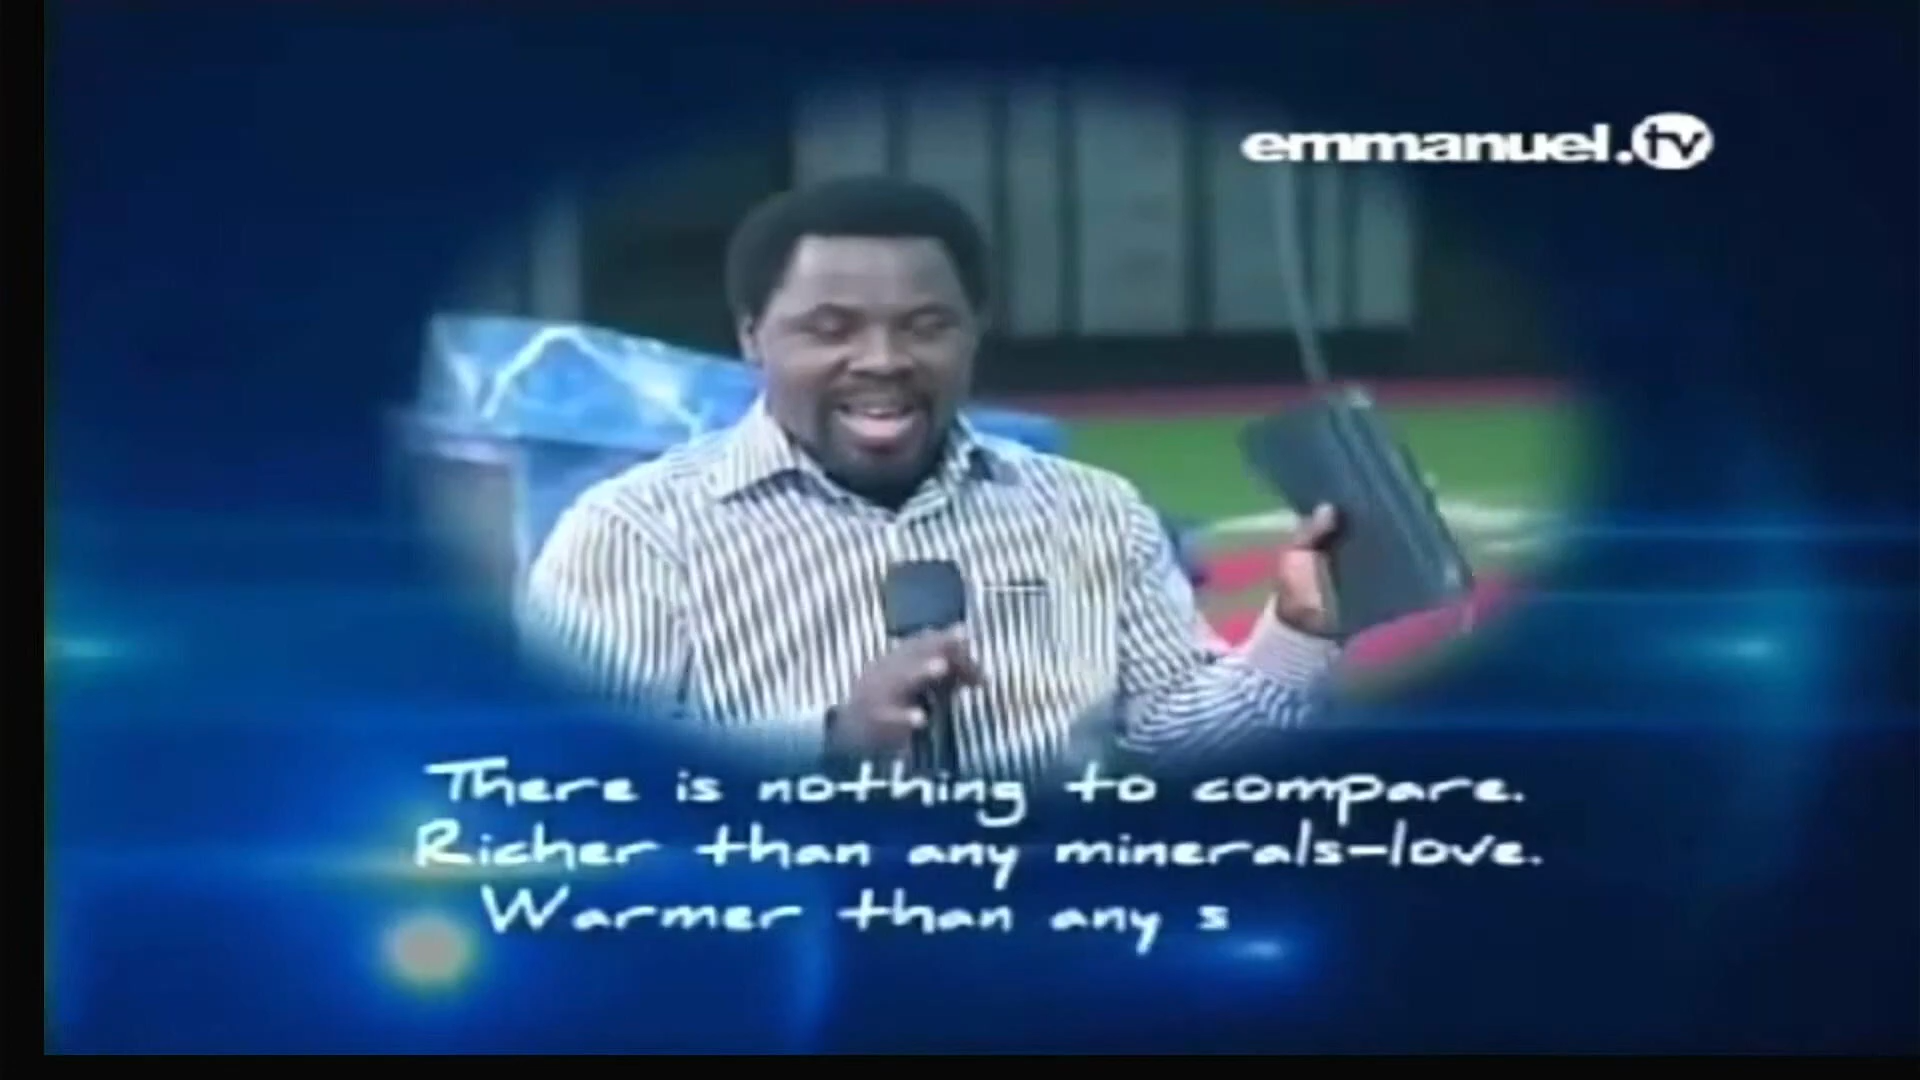 emmanuel.tv
There is nothing to compare.
Richer than any minerals-love.
Warmer than any s